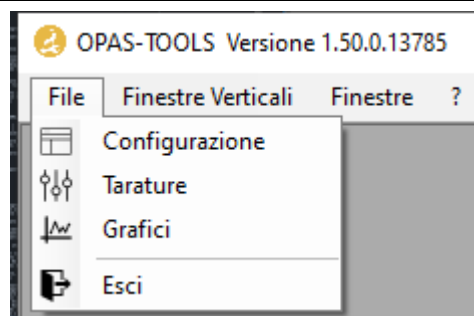 OPAS-TOOLS Versione 1.50.0.13785
File Finestre Verticali Finestre ?
Configurazione
Tarature
Grafici
Esci